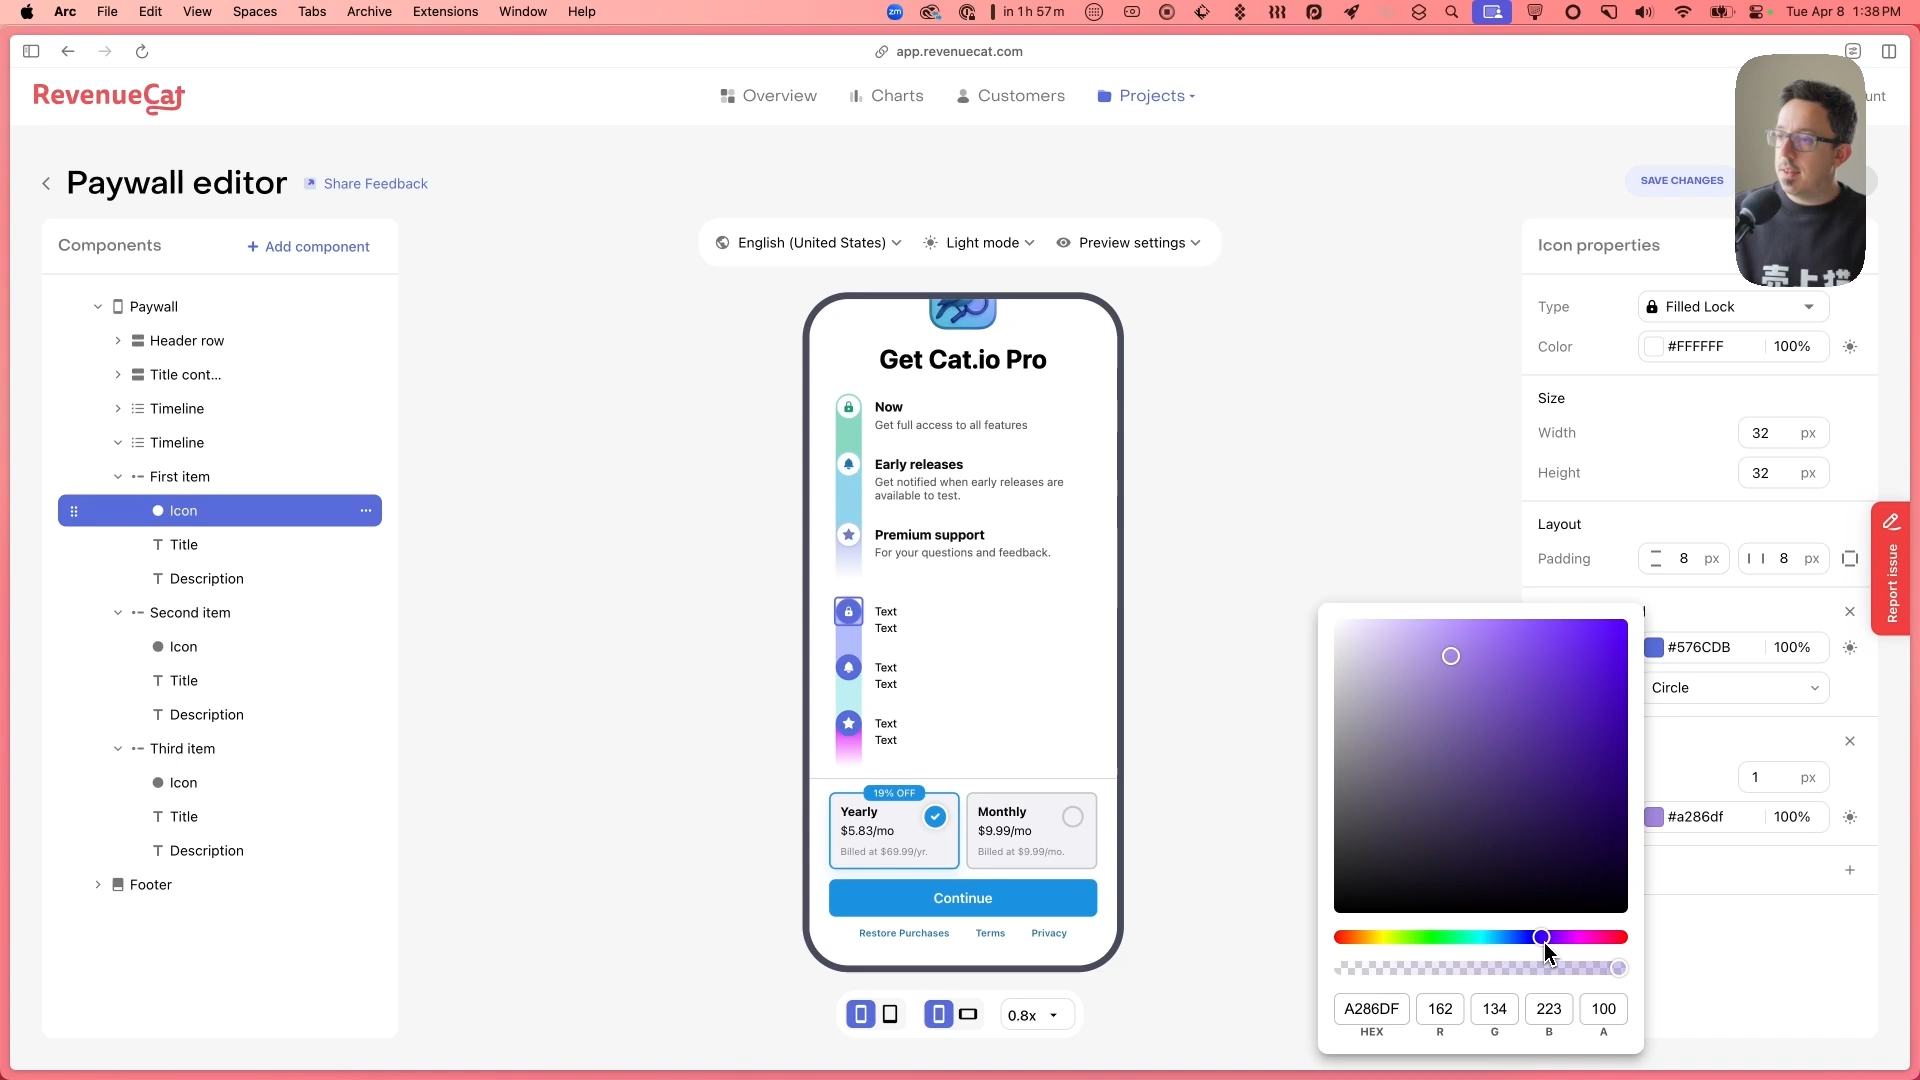 Arc File Edit View Spaces Tabs Archive Extensions Window Help
zm in 1h 57m Tue Apr 8 1:38 PM
app.revenuecat.com
RevenueCat
Overview Charts Customers Projects
Paywall editor Share Feedback
SAVE CHANGES
Components + Add component
Paywall
Header row
Title cont...
Timeline
Timeline
First item
Icon
Title
Description
Second item
Icon
Title
Description
Third item
Icon
Title
Description
Footer
English (United States) Light mode Preview settings
Get Cat.io Pro
Now
Get full access to all features
Early releases
Get notified when early releases are
available to test.
Premium support
For your questions and feedback.
Text
Text
Text
Text
Text
Text
19% OFF
Yearly
$5.83/mo
Billed at $69.99/yr.
Monthly
$9.99/mo
Billed at $9.99/mo.
Continue
Restore Purchases Terms Privacy
0.8x
Icon properties
Type Filled Lock
Color #FFFFFF 100%
Size
Width 32 px
Height 32 px
Layout
Padding 8 px 8 px
#576CDB 100%
Circle
1 px
#a286df 100%
A286DF 162 134 223 100
HEX R G B A
Report issue
売上描